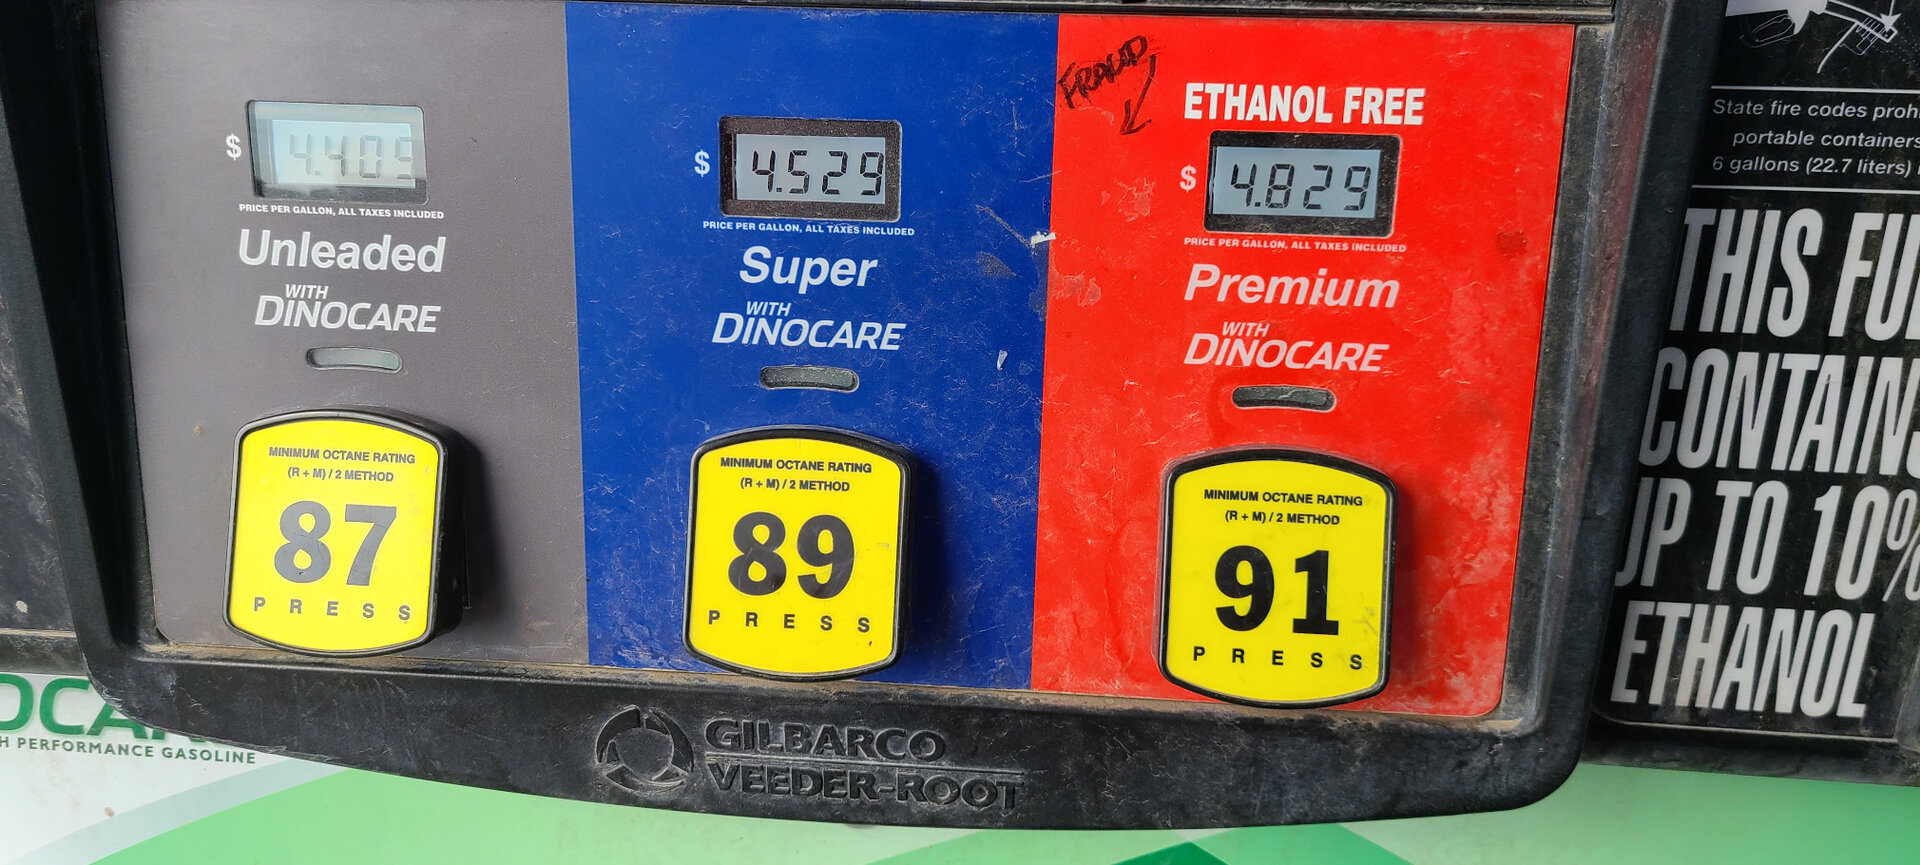 $ 4.409
PRICE PER GALLON, ALL TAXES INCLUDED
Unleaded
WITH
DINOCARE
MINIMUM OCTANE RATING
(R + M) / 2 METHOD
87
PRESS
$ 4.529
PRICE PER GALLON, ALL TAXES INCLUDED
Super
WITH
DINOCARE
MINIMUM OCTANE RATING
(R + M) / 2 METHOD
89
PRESS
FRAUD
ETHANOL FREE
$ 4.829
PRICE PER GALLON, ALL TAXES INCLUDED
Premium
WITH
DINOCARE
MINIMUM OCTANE RATING
(R + M) / 2 METHOD
91
PRESS
State fire codes proh
portable containers
6 gallons (22.7 liters)
THIS FU
CONTAINS
UP TO 10%
ETHANOL
OCA
H PERFORMANCE GASOLINE
GILBARCO
VEEDER-ROOT